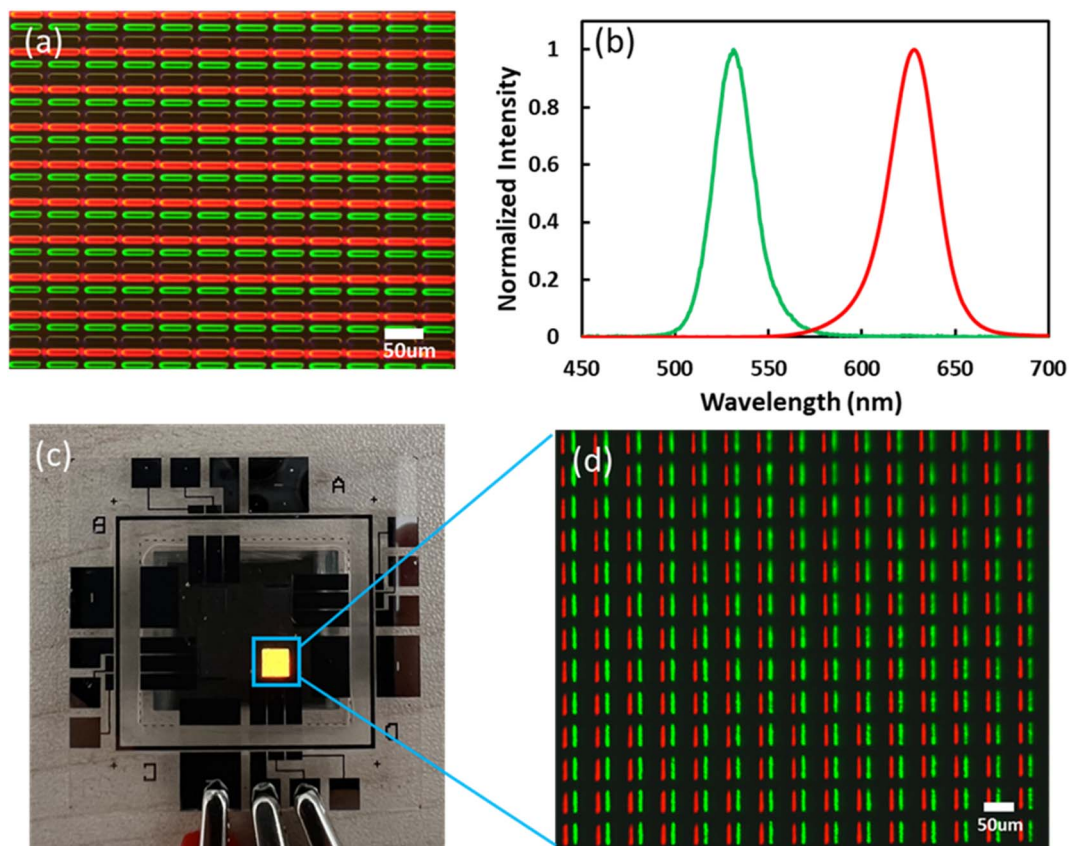 (a)
50um
(b)
Normalized Intensity
1
0.8
0.6
0.4
0.2
0
450
500
550
600
650
700
Wavelength (nm)
(c)
A
B
C
D
(d)
50um